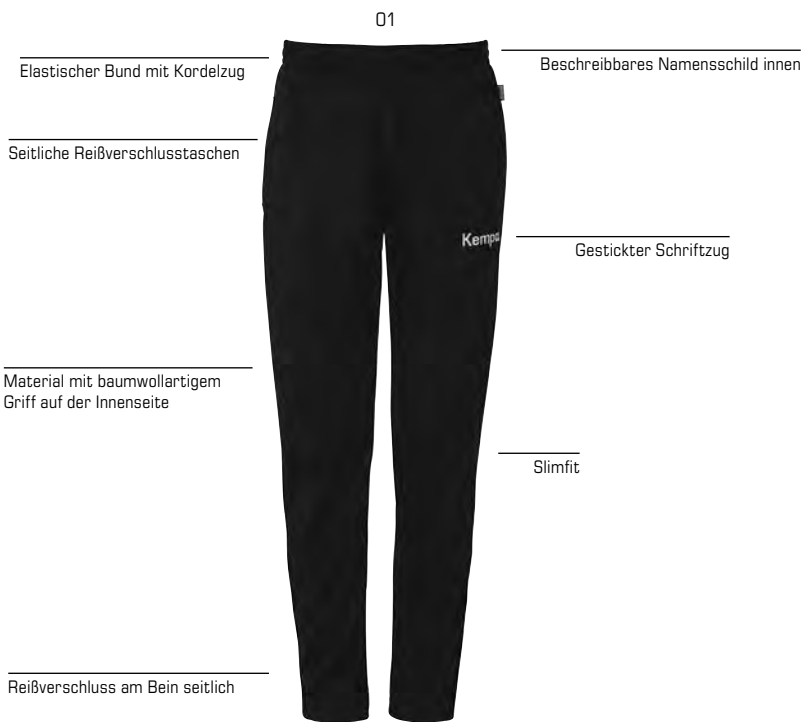 01
Elastischer Bund mit Kordelzug
Beschreibbares Namensschild innen
Seitliche Reißverschlusstaschen
Kempa
Gestickter Schriftzug
Material mit baumwollartigem
Griff auf der Innenseite
Slimfit
Reißverschluss am Bein seitlich